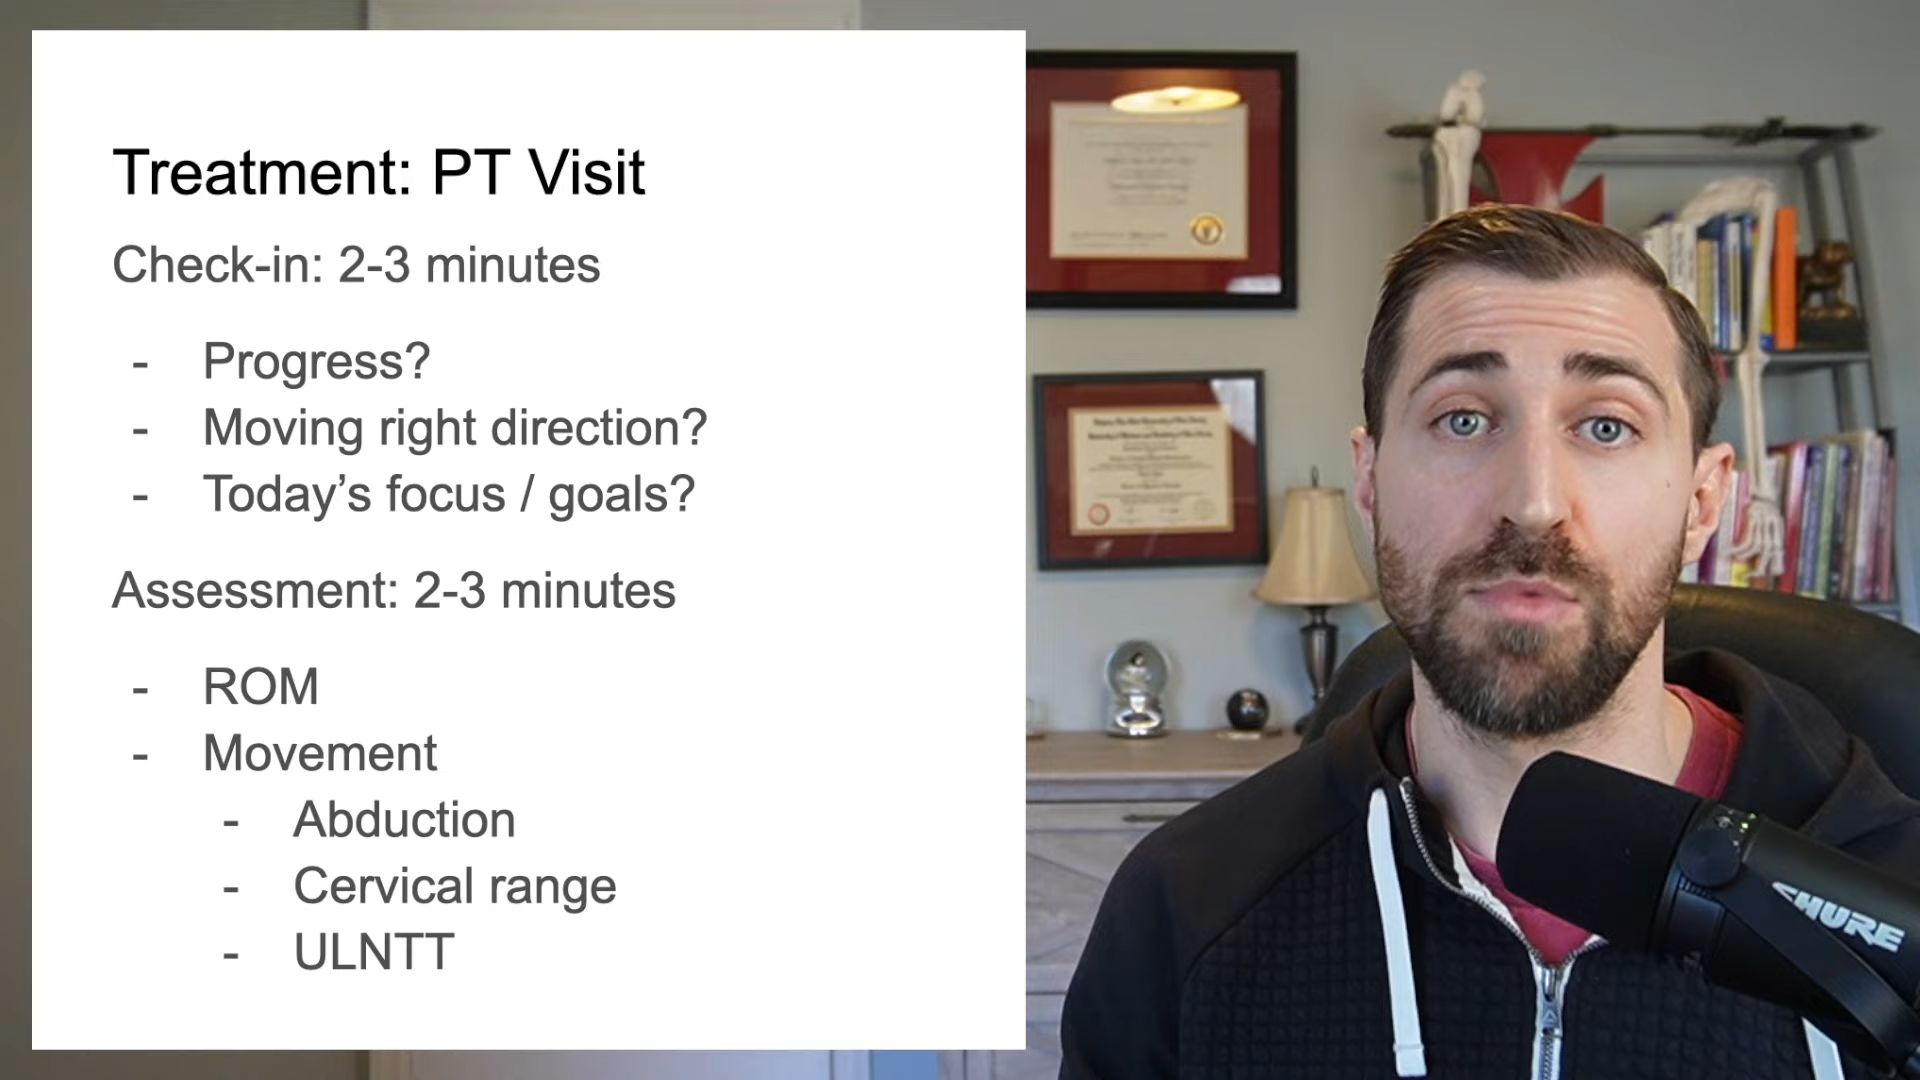 Treatment: PT Visit
Check-in: 2-3 minutes
- Progress?
- Moving right direction?
- Today’s focus / goals?
Assessment: 2-3 minutes
- ROM
- Movement
- Abduction
- Cervical range
- ULNTT
SHURE